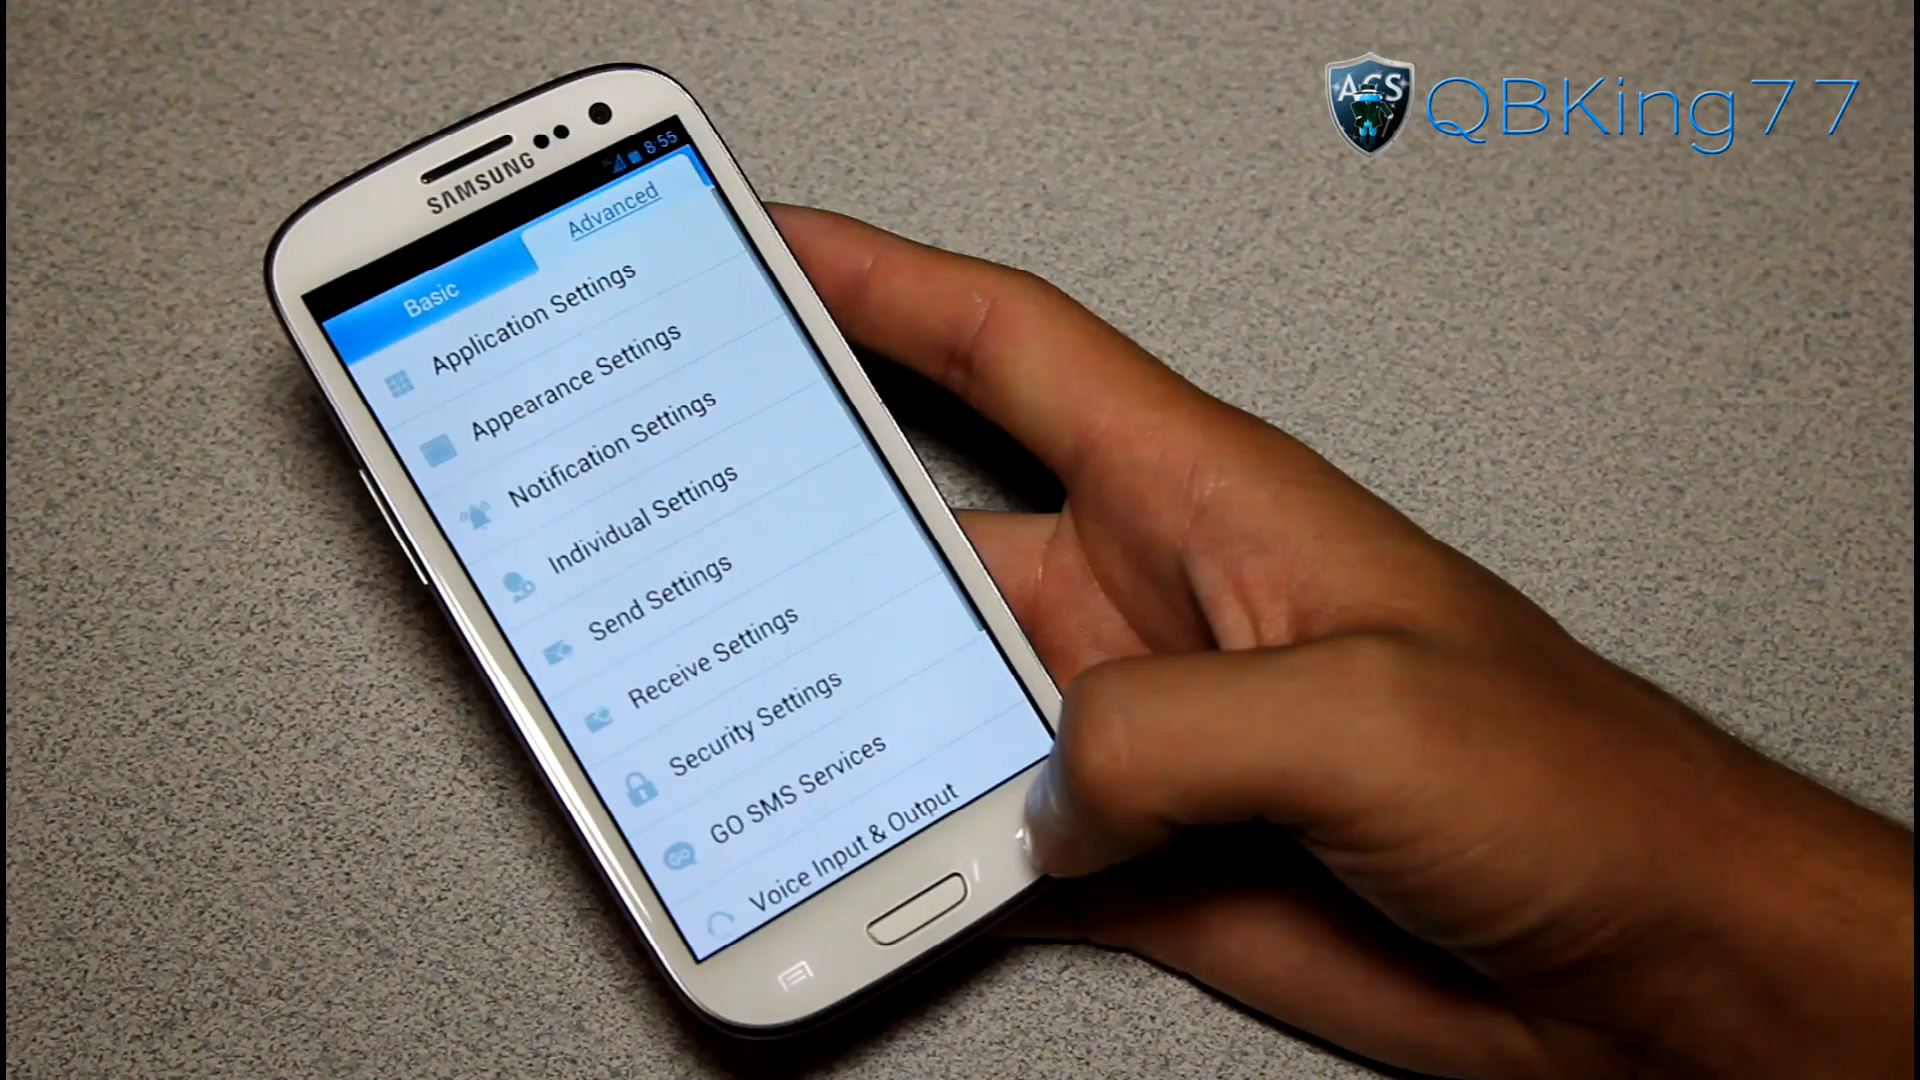 ACS QBKing77
SAMSUNG
8:55
Basic
Advanced
Application Settings
Appearance Settings
Notification Settings
Individual Settings
Send Settings
Receive Settings
Security Settings
GO SMS Services
Voice Input & Output